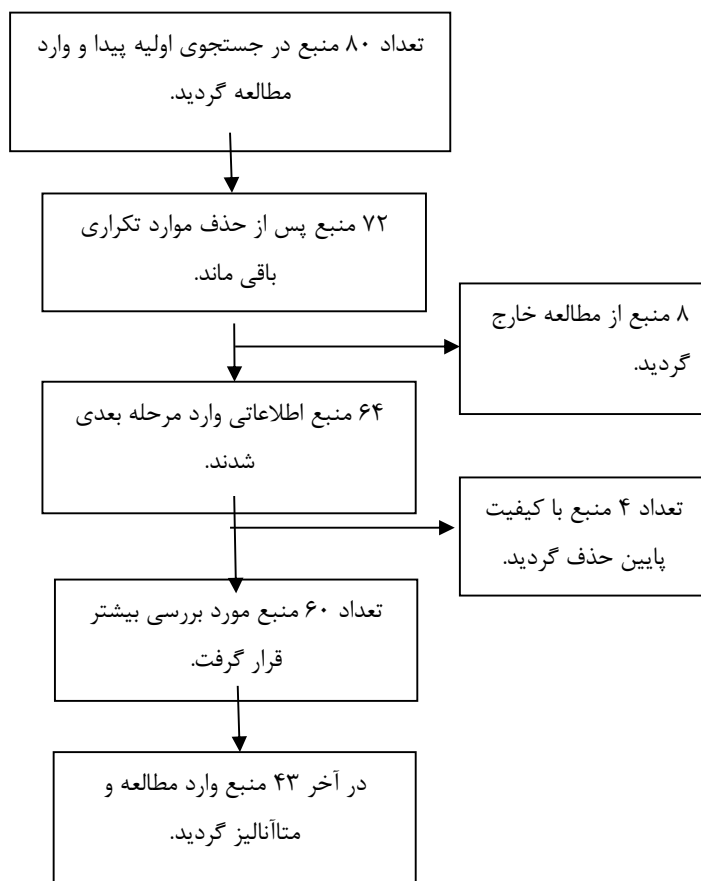 تعداد ۸۰ منبع در جستجوی اولیه پیدا و وارد
مطالعه گردید.
۷۲ منبع پس از حذف موارد تکراری
باقی ماند.
۸ منبع از مطالعه خارج
گردید.
۶۴ منبع اطلاعاتی وارد مرحله بعدی
شدند.
تعداد ۴ منبع با کیفیت
پایین حذف گردید.
تعداد ۶۰ منبع مورد بررسی بیشتر
قرار گرفت.
در آخر ۴۳ منبع وارد مطالعه و
متاآنالیز گردید.